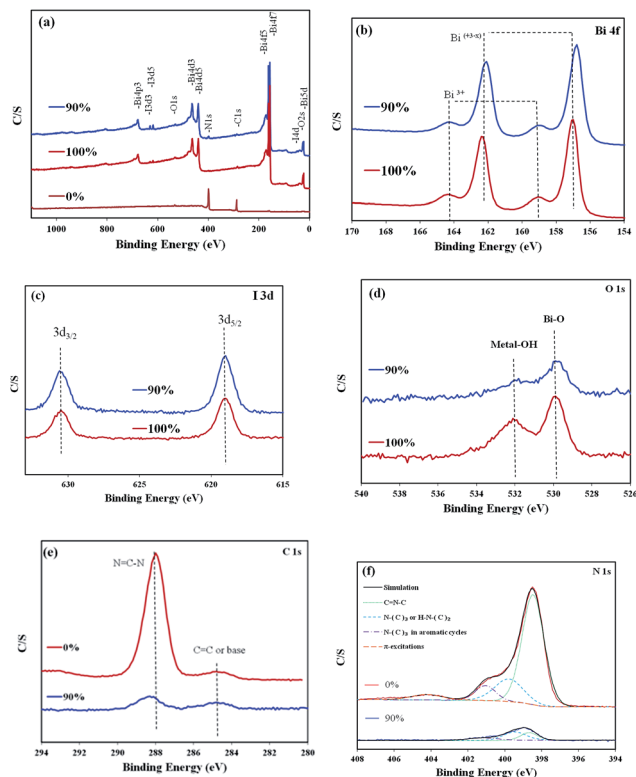 (a)
-Bi4p3
-I3d3
-I3d5
-O1s
-Bi4d3
-Bi4d5
-N1s
-C1s
-Bi4f5
-Bi4f7
-I4d
-O2s
-Bi5d
90%
100%
0%
C/S
1000 800 600 400 200 0
Binding Energy (eV)
(b) Bi 4f
Bi (+3-x)
Bi 3+
90%
100%
C/S
170 168 166 164 162 160 158 156 154
Binding Energy (eV)
(c) I 3d
3d3/2
3d5/2
90%
100%
C/S
630 625 620 615
Binding Energy (eV)
(d) O 1s
Bi-O
Metal-OH
90%
100%
C/S
540 538 536 534 532 530 528 526
Binding Energy (eV)
(e) C 1s
N=C-N
C=C or base
0%
90%
C/S
294 292 290 288 286 284 282 280
Binding Energy (eV)
(f) N 1s
Simulation
C=N-C
N-(C)3 or H-N-(C)2
N-(C)3 in aromatic cycles
π-excitations
0%
90%
C/S
408 406 404 402 400 398 396 394
Binding Energy (eV)